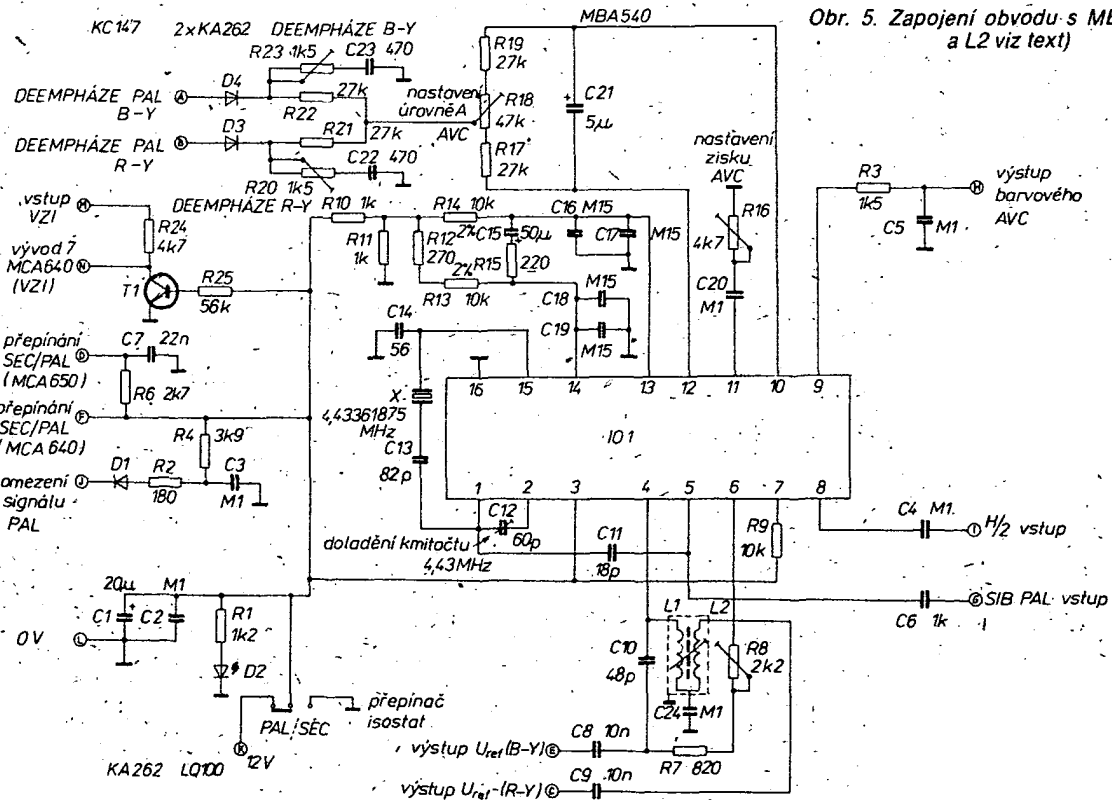 KC147 2×KA262 DEEMPHÁZE B-Y
MBA540
R23 1k5 C23 470
R19
27k
D4
27k
R22
DEEMPHÁZE PAL
B-Y
A
nastavení
úrovně A
AVC
R18
47k
C21
5µ
D3
R21
27k
DEEMPHÁZE PAL
R-Y
B
C22 470
R17
27k
R20 1k5
DEEMPHÁZE R-Y
nastavení
zisku
AVC
R16
4k7
C20
M1
R3
1k5
C5
M1
H
výstup
barvového
AVC
vstup
VZI
M
R24
4k7
vývod 7
MCA640
(VZI)
N
T1
R25
56k
R10 1k
R11
1k
R14 10k
2%
R12
270
C15 50µ
R15 220
2%
R13 10k
C16 M15
C17 M15
C18 M15
C19
M15
C14
56
přepínání
SEC/PAL
(MCA650)
D
C7 22n
R6 2k7
přepínání
SEC/PAL
(MCA 640)
F
R4 3k9
omezení
signálu
PAL
J
D1
R2
180
C3
M1
X
4,43361875
MHz
C13
82p
16 15 14 13 12 11 10 9
IO1
1 2 3 4 5 6 7 8
C12
60p
doladění kmitočtu
4,43MHz
C11
18p
R9
10k
C4 M1
I
H/2 vstup
C6 1k
G
SIB PAL vstup
20µ M1
C1 C2
0V
L
R1
1k2
D2
PAL/SEC
přepínač
isostat
K
12V
KA262 LQ100
C10
48p
L1 L2
C24 M1
R8
2k2
výstup Uref (B-Y)
E
C8 10n
R7 820
výstup Uref-(R-Y)
C
C9 10n
Obr. 5. Zapojení obvodu s
a L2 viz text)